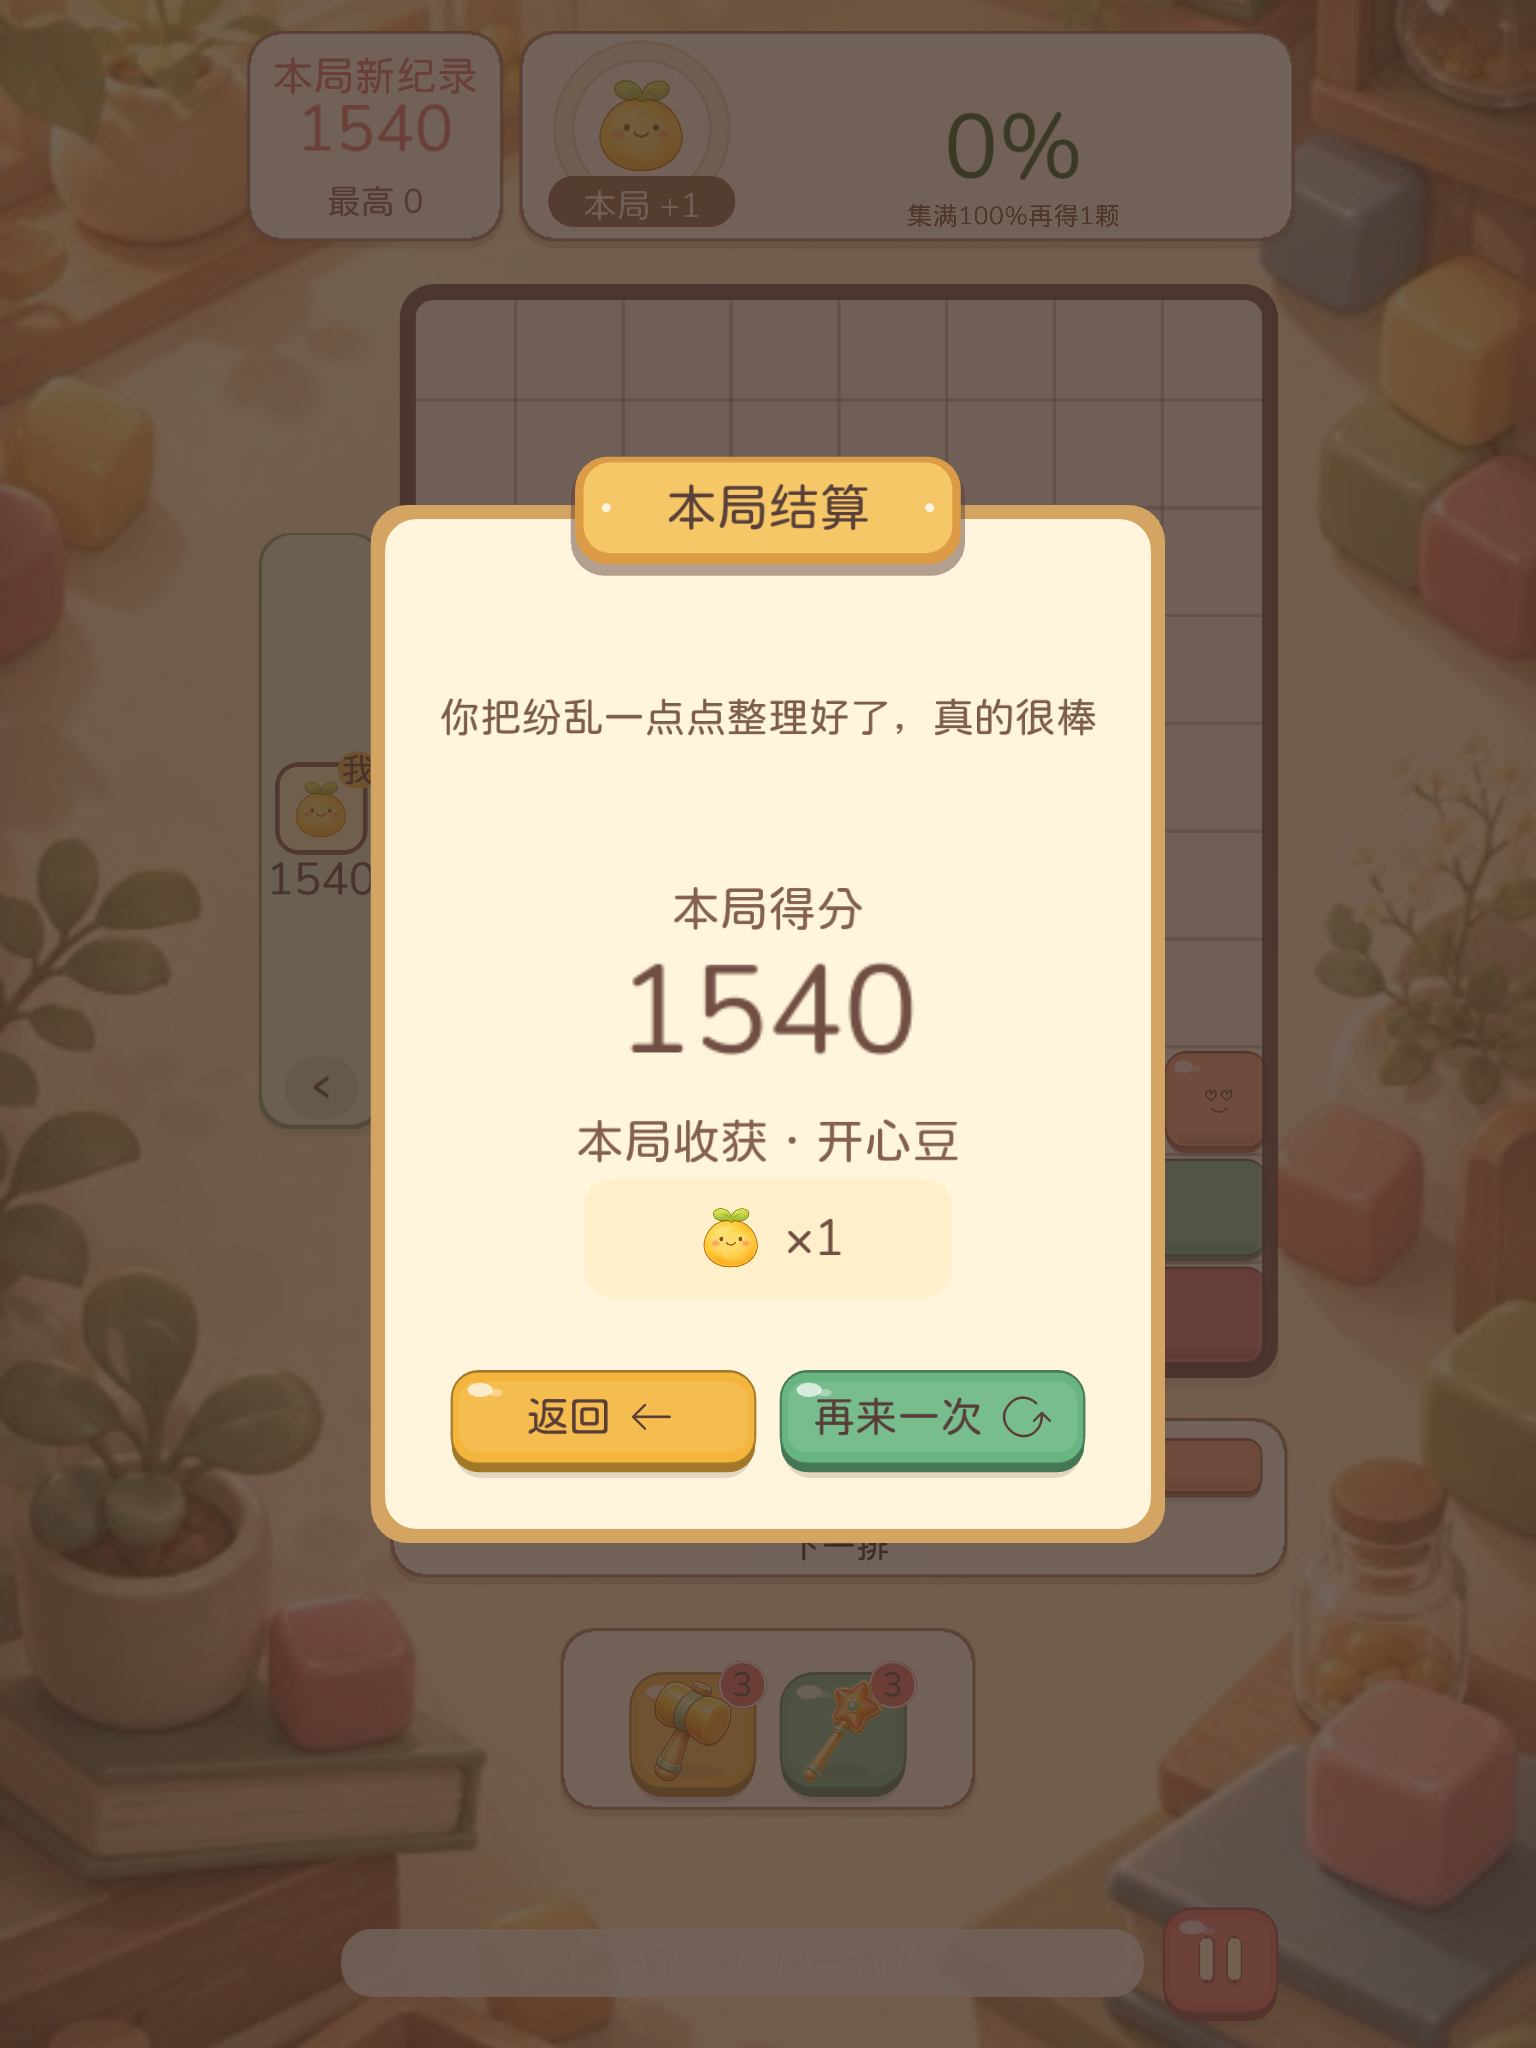 本局新纪录
1540
最高 0
本局 +1
0%
集满100%再得1颗
本局结算
你把纷乱一点点整理好了，真的很棒
我
1540
<
本局得分
1540
本局收获 · 开心豆
×1
返回 ←
再来一次
下一排
3
3